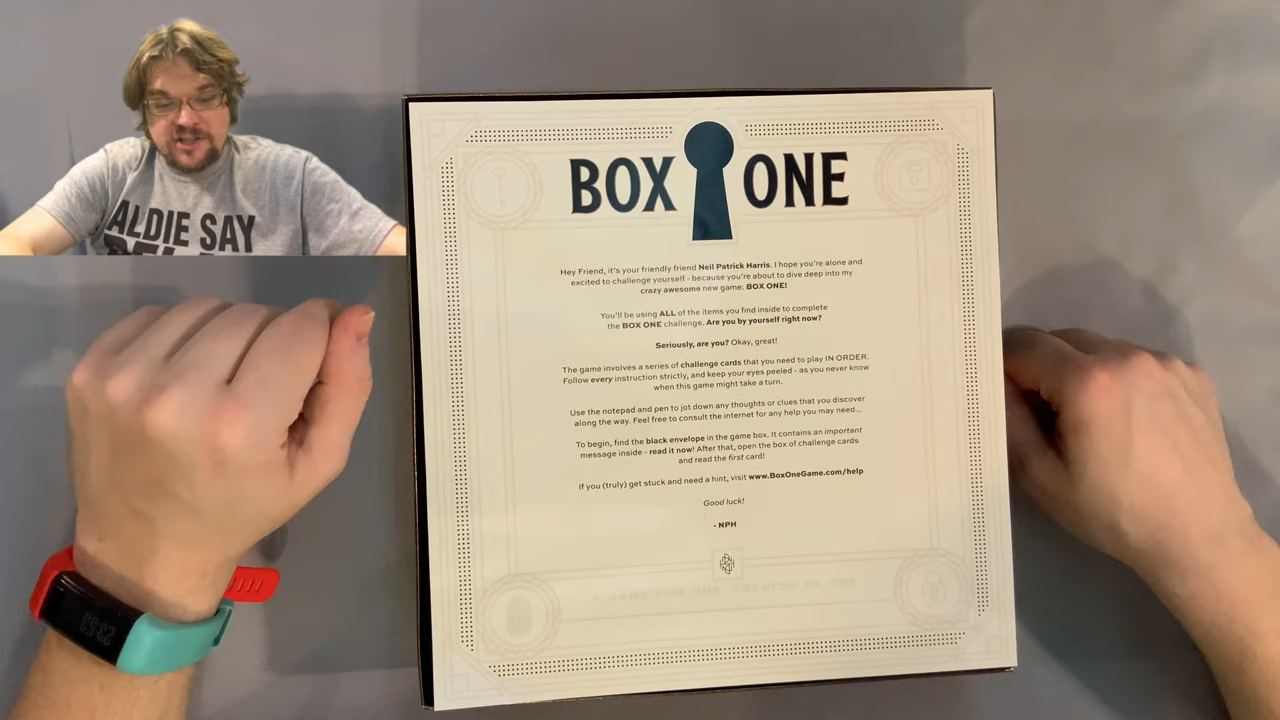 ALDIE SAY
BOX ONE
Hey Friend, it's your friendly friend Neil Patrick Harris. I hope you're alone and
excited to challenge yourself - because you're about to dive deep into my
crazy awesome new game: BOX ONE!
You'll be using ALL of the items you find inside to complete
the BOX ONE challenge. Are you by yourself right now?
Seriously, are you? Okay, great!
The game involves a series of challenge cards that you need to play IN ORDER.
Follow every instruction strictly, and keep your eyes peeled - as you never know
when this game might take a turn.
Use the notepad and pen to jot down any thoughts or clues that you discover
along the way. Feel free to consult the internet for any help you may need...
To begin, find the black envelope in the game box. It contains an important
message inside - read it now! After that, open the box of challenge cards
and read the first card!
If you (truly) get stuck and need a hint, visit www.BoxOneGame.com/help
Good luck!
- NPH
A GAME FOR ONE, CREATED BY ONE